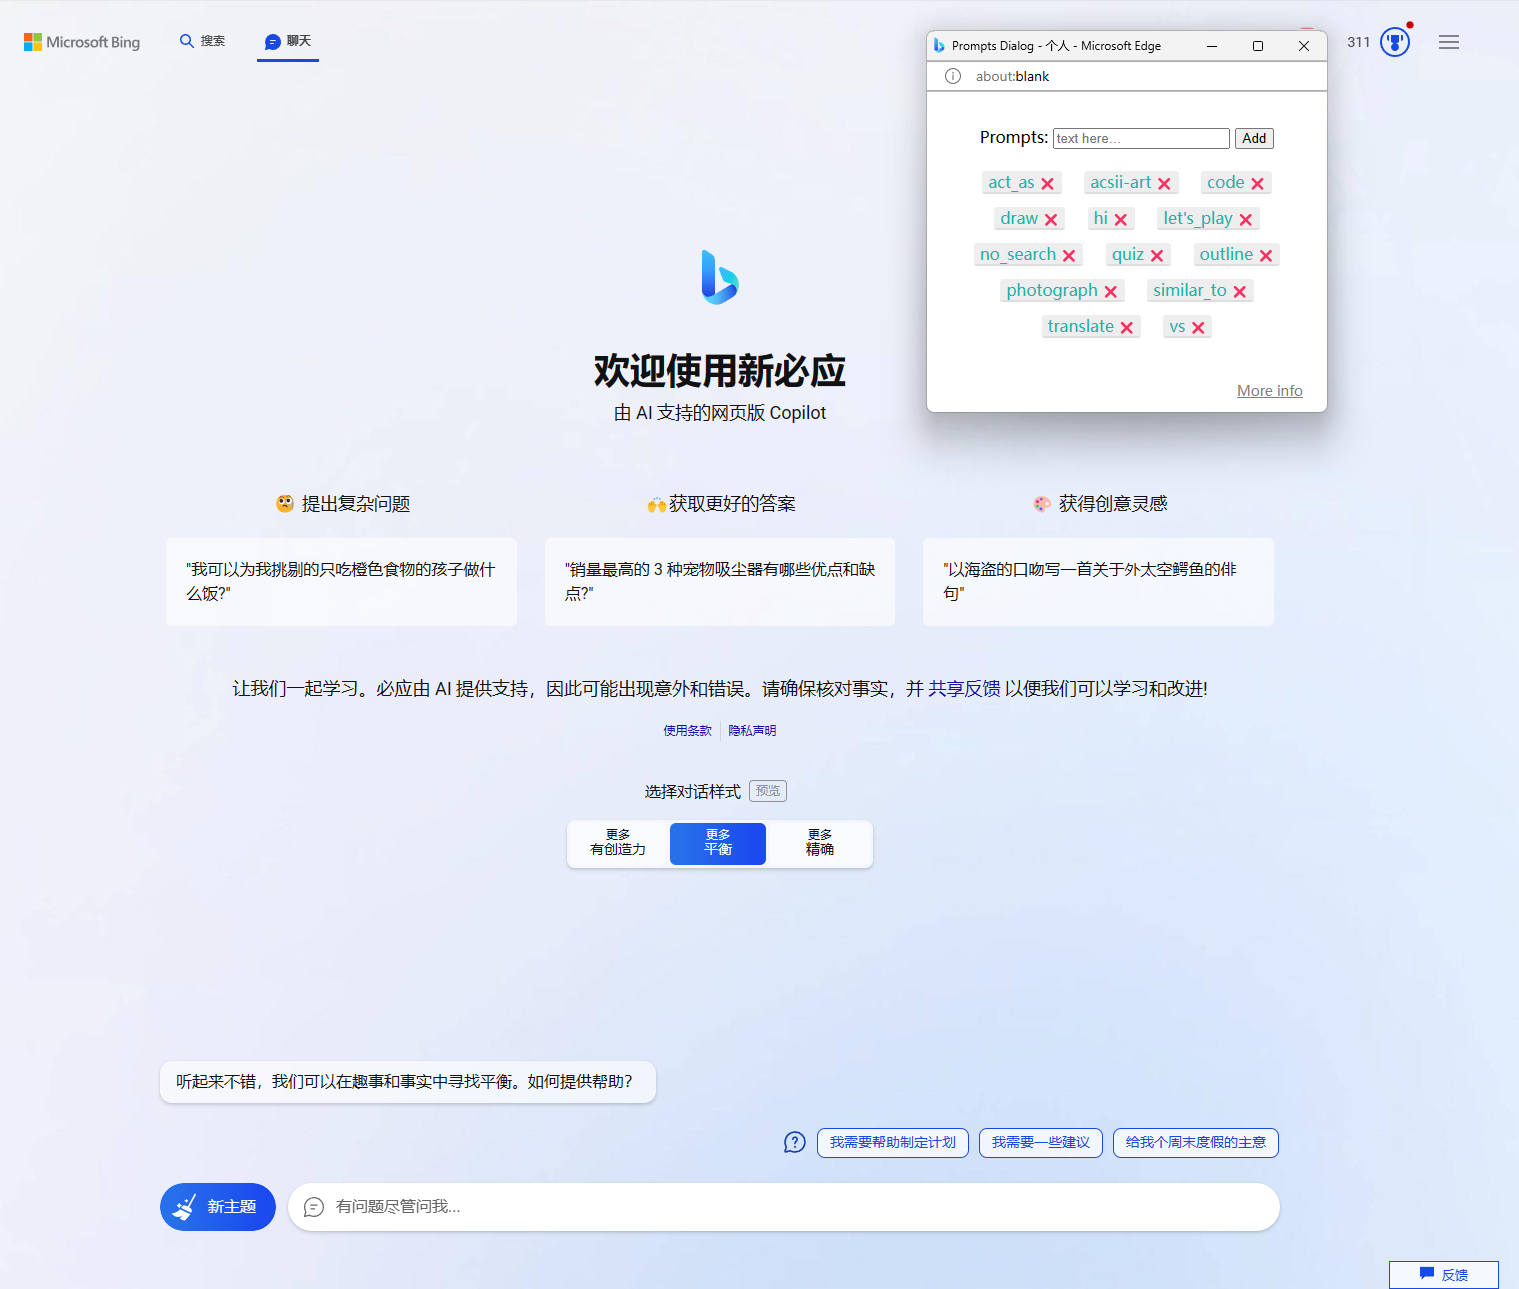 Microsoft Bing
搜索
聊天
311
Prompts Dialog - 个人 - Microsoft Edge
about:blank
Prompts: text here... Add
act_as acsii-art code
draw hi let's_play
no_search quiz outline
photograph similar_to
translate vs
More info
欢迎使用新必应
由 AI 支持的网页版 Copilot
提出复杂问题
"我可以为我挑剔的只吃橙色食物的孩子做什
么饭?"
获取更好的答案
"销量最高的 3 种宠物吸尘器有哪些优点和缺
点?"
获得创意灵感
"以海盗的口吻写一首关于外太空鳄鱼的俳
句"
让我们一起学习。必应由 AI 提供支持，因此可能出现意外和错误。请确保核对事实，并 共享反馈 以便我们可以学习和改进!
使用条款 隐私声明
选择对话样式 预览
更多
有创造力
更多
平衡
更多
精确
听起来不错，我们可以在趣事和事实中寻找平衡。如何提供帮助?
我需要帮助制定计划 我需要一些建议 给我个周末度假的主意
新主题
有问题尽管问我...
反馈